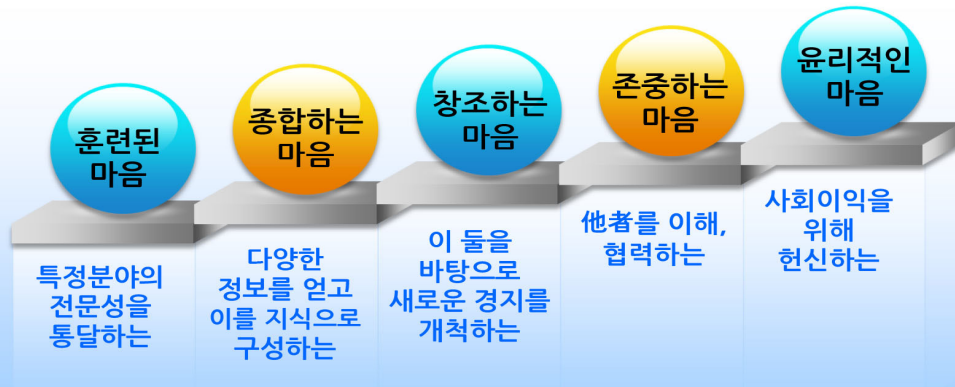 훈련된
마음
종합하는
마음
창조하는
마음
존중하는
마음
윤리적인
마음
특정분야의
전문성을
통달하는
다양한
정보를 얻고
이를 지식으로
구성하는
이 둘을
바탕으로
새로운 경지를
개척하는
他者를 이해,
협력하는
사회이익을
위해
헌신하는